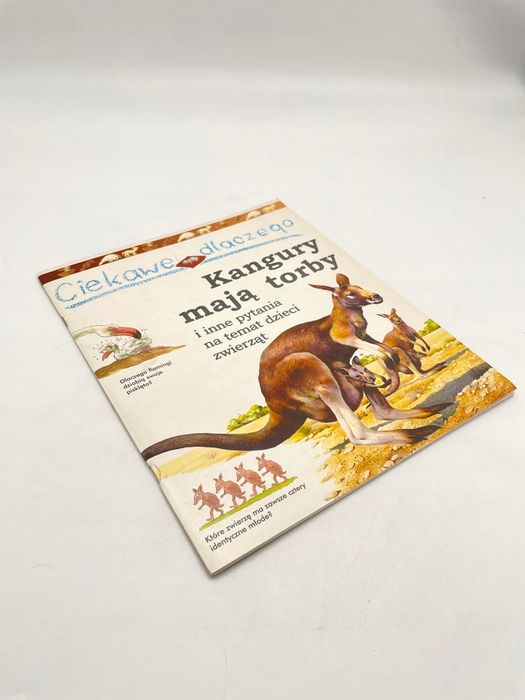 Ciekawe dlaczego
Kangury
mają torby
i inne pytania
na temat dzieci
zwierząt
Dlaczego flamingi
dziobią swoje
pisklęta?
Które zwierzę ma zawsze cztery
identyczne młode?